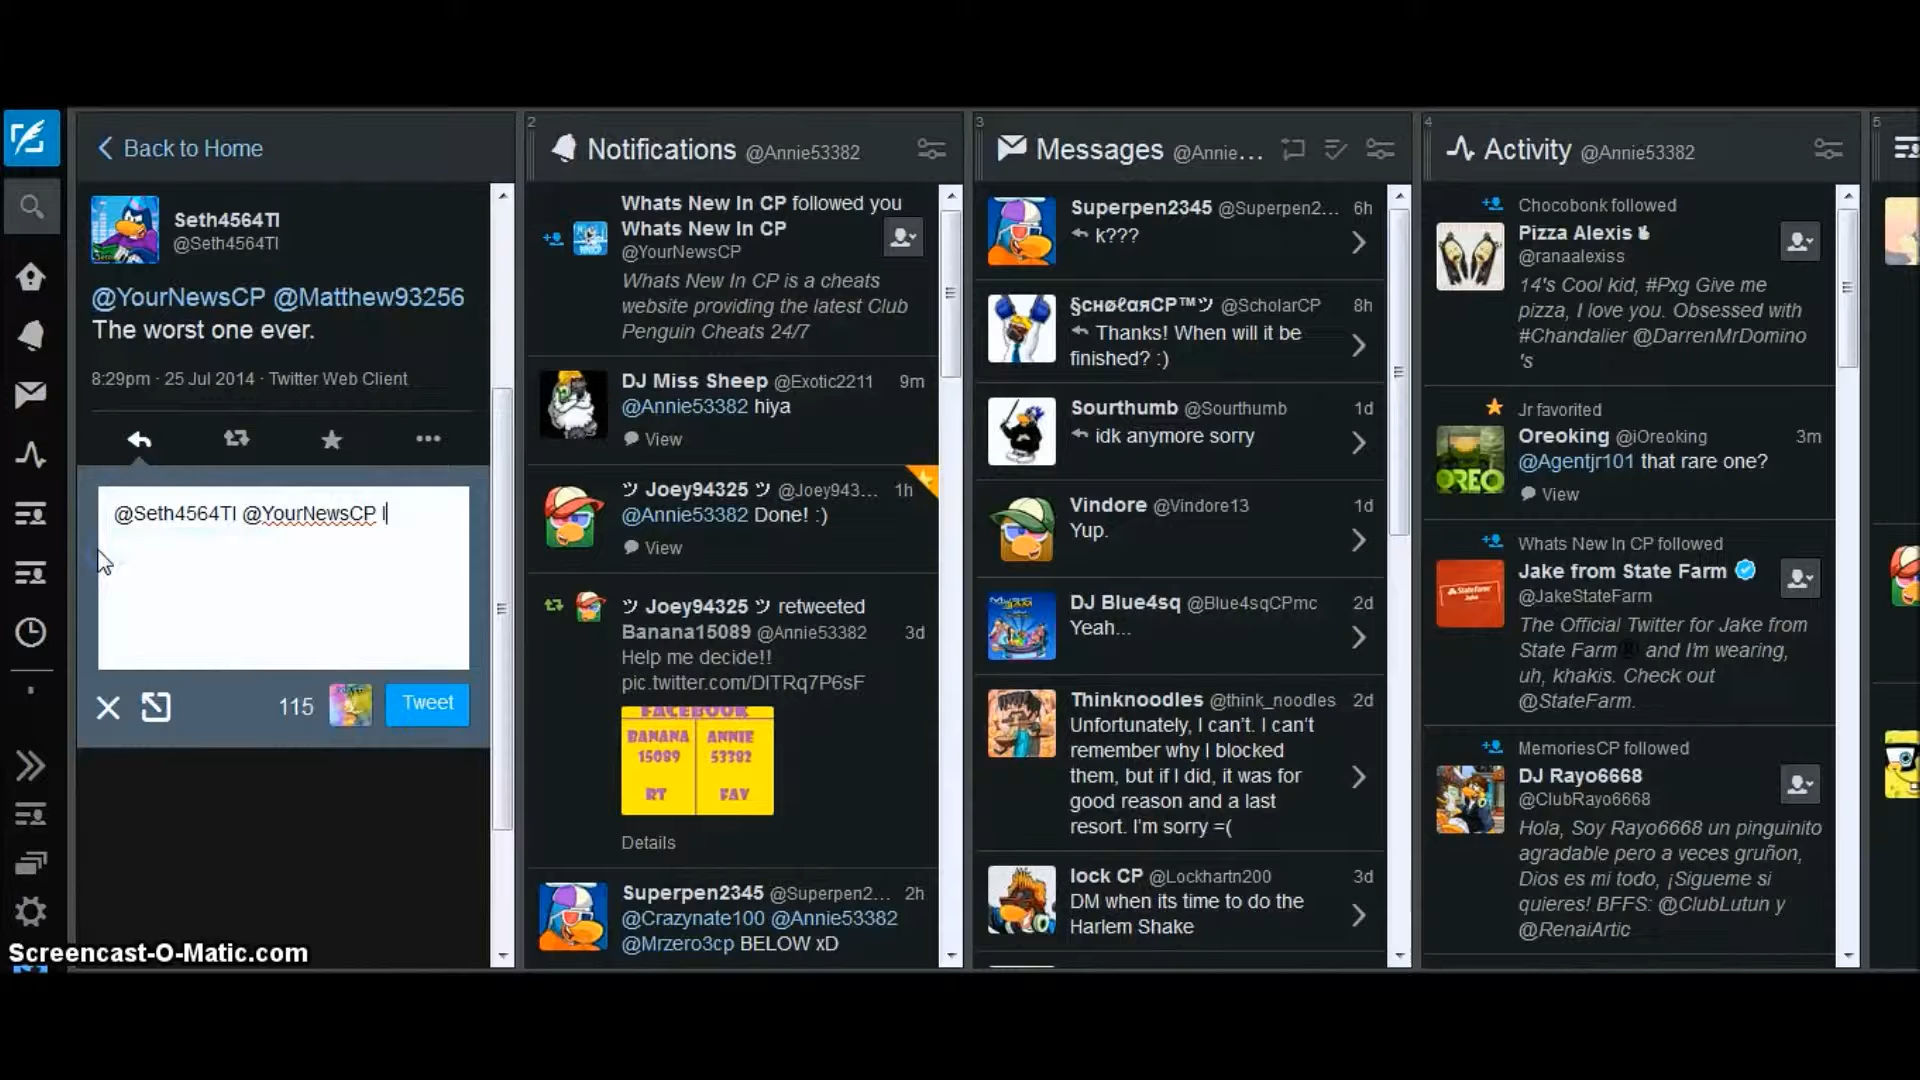 Back to Home
Seth4564TI
@Seth4564TI
@YourNewsCP @Matthew93256
The worst one ever.
8:29pm · 25 Jul 2014 · Twitter Web Client
@Seth4564TI @YourNewsCP I
115
Tweet
Screencast-O-Matic.com
2
Notifications @Annie53382
Whats New In CP followed you
Whats New In CP
@YourNewsCP
Whats New In CP is a cheats
website providing the latest Club
Penguin Cheats 24/7
DJ Miss Sheep @Exotic2211 9m
@Annie53382 hiya
View
ツ Joey94325 ツ @Joey943... 1h
@Annie53382 Done! :)
View
ツ Joey94325 ツ retweeted
Banana15089 @Annie53382 3d
Help me decide!!
pic.twitter.com/DITRq7P6sF
FACEBOOK
BANANA ANNIE
15089 53382
RT FAV
Details
Superpen2345 @Superpen2... 2h
@Crazynate100 @Annie53382
@Mrzero3cp BELOW xD
3
Messages @Annie...
Superpen2345 @Superpen2... 6h
k???
§cнøℓαяCP™ツ @ScholarCP 8h
Thanks! When will it be
finished? :)
Sourthumb @Sourthumb 1d
idk anymore sorry
Vindore @Vindore13 1d
Yup.
DJ Blue4sq @Blue4sqCPmc 2d
Yeah...
Thinknoodles @think_noodles 2d
Unfortunately, I can't. I can't
remember why I blocked
them, but if I did, it was for
good reason and a last
resort. I'm sorry =(
lock CP @Lockhartn200 3d
DM when its time to do the
Harlem Shake
4
Activity @Annie53382
Chocobonk followed
Pizza Alexis
@ranaalexiss
14's Cool kid, #Pxg Give me
pizza, I love you. Obsessed with
#Chandalier @DarrenMrDomino
's
Jr favorited
Oreoking @iOreoking 3m
@Agentjr101 that rare one?
View
OREO
Whats New In CP followed
Jake from State Farm
@JakeStateFarm
The Official Twitter for Jake from
State Farm® and I'm wearing,
uh, khakis. Check out
@StateFarm.
MemoriesCP followed
DJ Rayo6668
@ClubRayo6668
Hola, Soy Rayo6668 un pinguinito
agradable pero a veces gruñon,
Dios es mi todo, ¡Sigueme si
quieres! BFFS: @ClubLutun y
@RenaiArtic
5